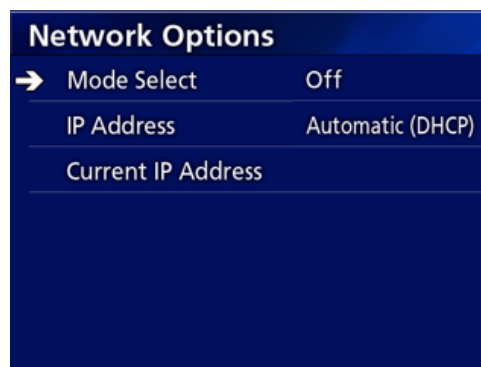 Network Options
Mode Select Off
IP Address Automatic (DHCP)
Current IP Address